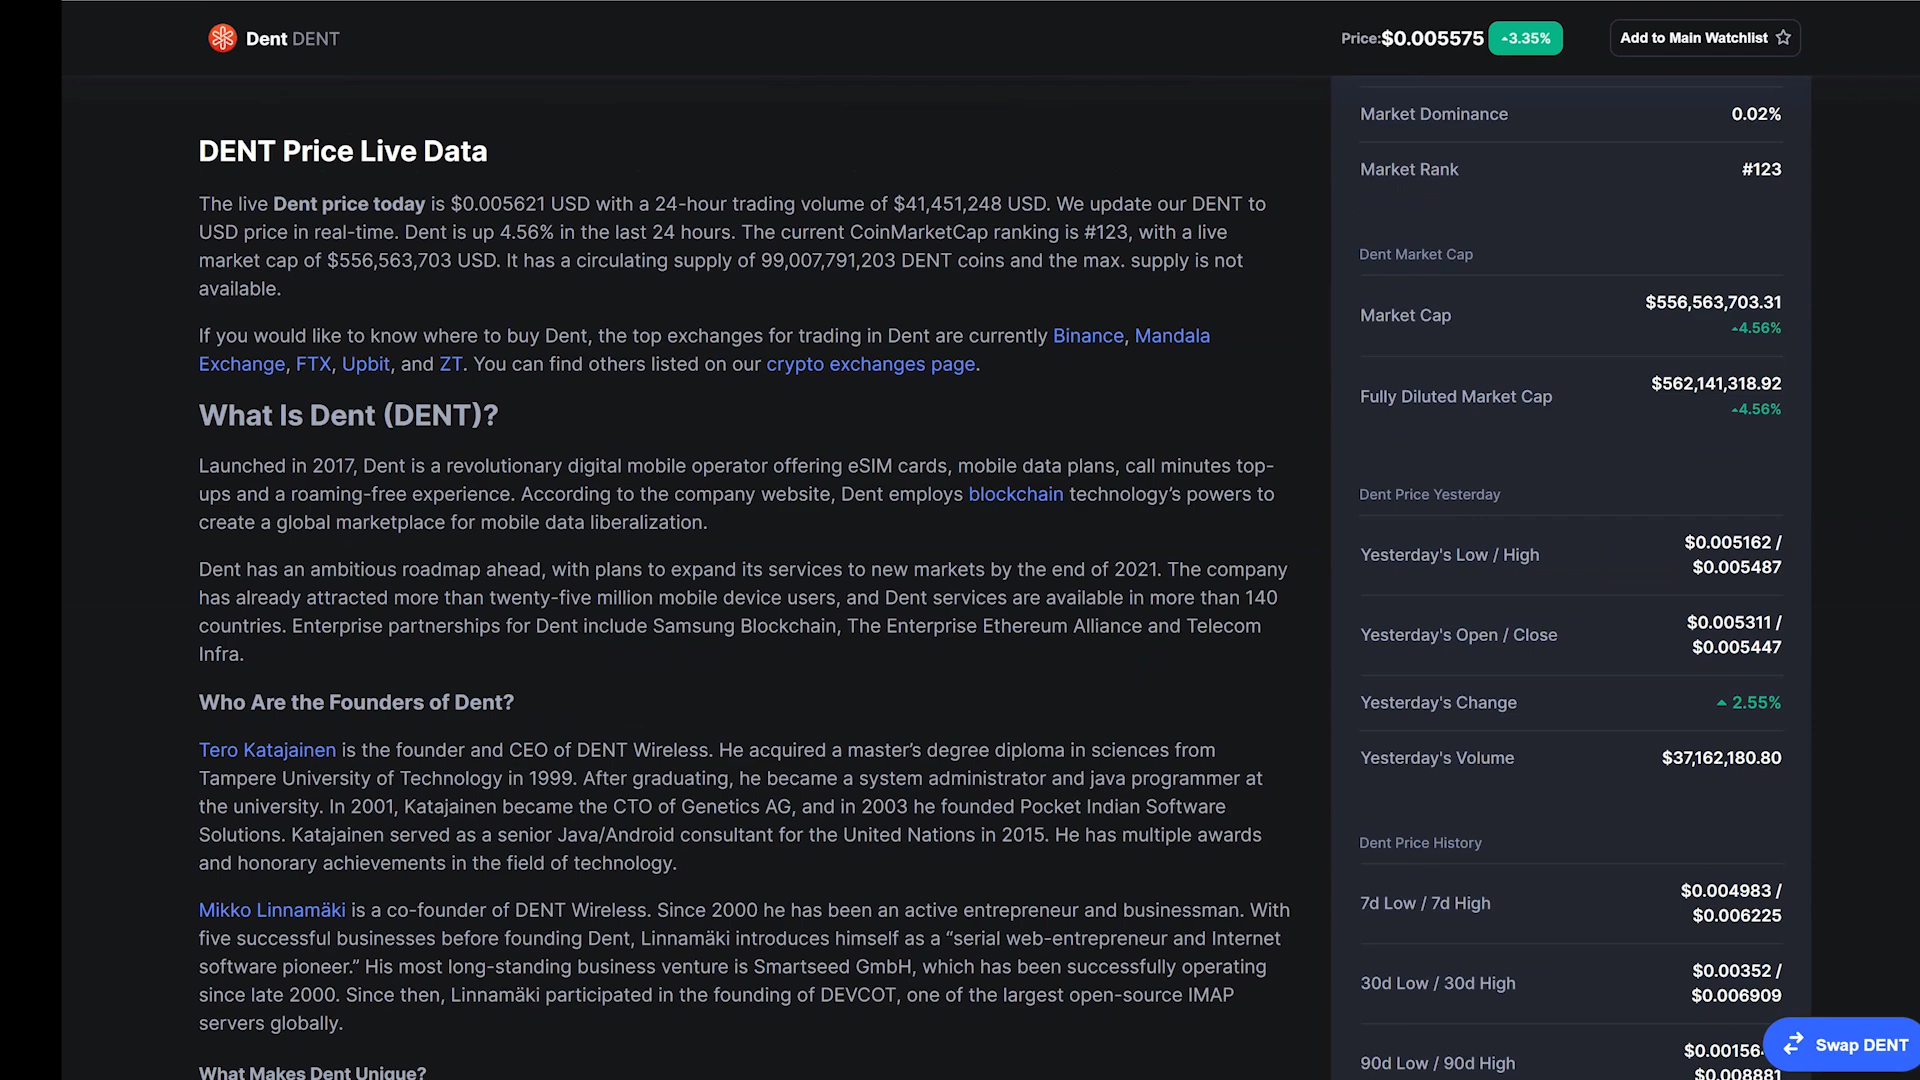 Dent DENT
Price:$0.005575 3.35%
Add to Main Watchlist
DENT Price Live Data
The live Dent price today is $0.005621 USD with a 24-hour trading volume of $41,451,248 USD. We update our DENT to
USD price in real-time. Dent is up 4.56% in the last 24 hours. The current CoinMarketCap ranking is #123, with a live
market cap of $556,563,703 USD. It has a circulating supply of 99,007,791,203 DENT coins and the max. supply is not
available.
If you would like to know where to buy Dent, the top exchanges for trading in Dent are currently Binance, Mandala
Exchange, FTX, Upbit, and ZT. You can find others listed on our crypto exchanges page.
What Is Dent (DENT)?
Launched in 2017, Dent is a revolutionary digital mobile operator offering eSIM cards, mobile data plans, call minutes top-
ups and a roaming-free experience. According to the company website, Dent employs blockchain technology’s powers to
create a global marketplace for mobile data liberalization.
Dent has an ambitious roadmap ahead, with plans to expand its services to new markets by the end of 2021. The company
has already attracted more than twenty-five million mobile device users, and Dent services are available in more than 140
countries. Enterprise partnerships for Dent include Samsung Blockchain, The Enterprise Ethereum Alliance and Telecom
Infra.
Who Are the Founders of Dent?
Tero Katajainen is the founder and CEO of DENT Wireless. He acquired a master’s degree diploma in sciences from
Tampere University of Technology in 1999. After graduating, he became a system administrator and java programmer at
the university. In 2001, Katajainen became the CTO of Genetics AG, and in 2003 he founded Pocket Indian Software
Solutions. Katajainen served as a senior Java/Android consultant for the United Nations in 2015. He has multiple awards
and honorary achievements in the field of technology.
Mikko Linnamäki is a co-founder of DENT Wireless. Since 2000 he has been an active entrepreneur and businessman. With
five successful businesses before founding Dent, Linnamäki introduces himself as a “serial web-entrepreneur and Internet
software pioneer.” His most long-standing business venture is Smartseed GmbH, which has been successfully operating
since late 2000. Since then, Linnamäki participated in the founding of DEVCOT, one of the largest open-source IMAP
servers globally.
What Makes Dent Unique?
Market Dominance 0.02%
Market Rank #123
Dent Market Cap
Market Cap $556,563,703.31
4.56%
Fully Diluted Market Cap $562,141,318.92
4.56%
Dent Price Yesterday
Yesterday's Low / High $0.005162 /
$0.005487
Yesterday's Open / Close $0.005311 /
$0.005447
Yesterday's Change 2.55%
Yesterday's Volume $37,162,180.80
Dent Price History
7d Low / 7d High $0.004983 /
$0.006225
30d Low / 30d High $0.00352 /
$0.006909
90d Low / 90d High
$0.008881
Swap DENT